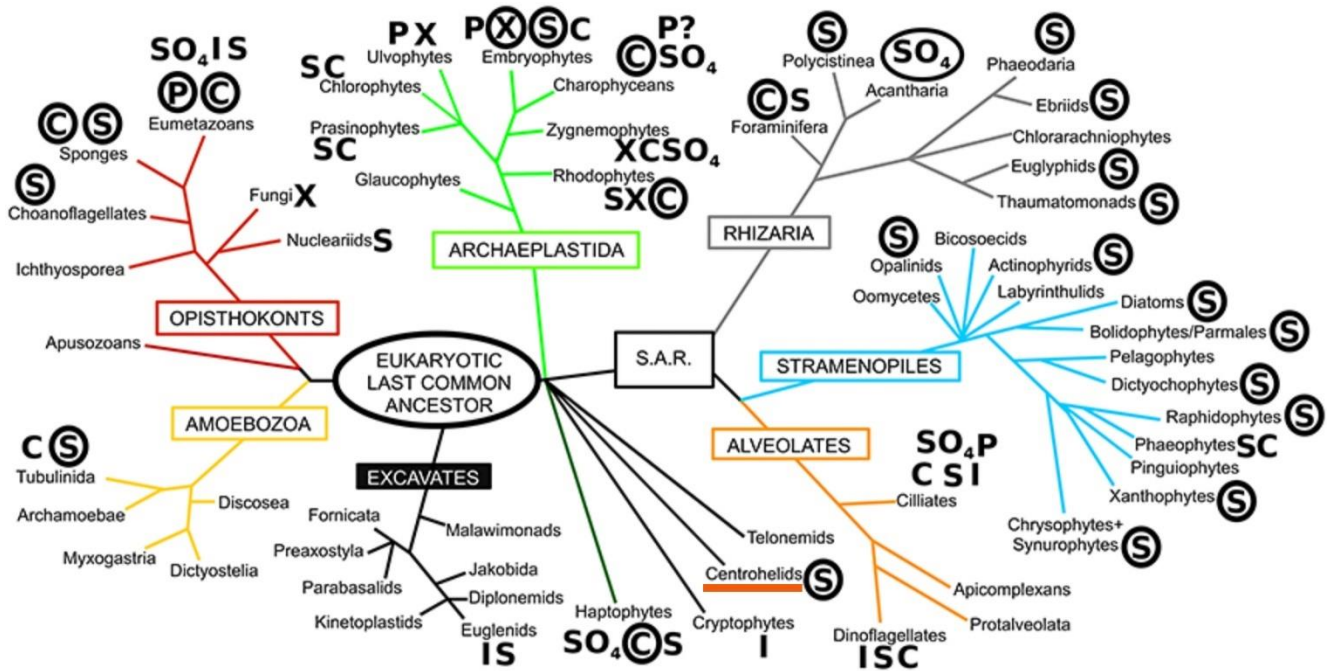 SO₄IS
PC
Eumetazoans
CS
Sponges
S
Choanoflagellates
Ichthyosporea
Fungi X
Nucleariids S
OPISTHOKONTS
Apusozoans
PX
Ulvophytes
SC
Chlorophytes
Prasinophytes
SC
Glaucophytes
PXSC
Embryophytes
P?
CSO₄
Charophyceans
Zygnemophytes
XCSO₄
Rhodophytes
SXC
ARCHAEPLASTIDA
S
Polycistinea
SO₄
Acantharia
CS
Foraminifera
S
Phaeodaria
Ebriids S
Chlorarachniophytes
Euglyphids S
Thaumatomonads S
RHIZARIA
S
Opalinids
Bicosoecids
Actinophyrids S
Oomycetes
Labyrinthulids
Diatoms S
Bolidophytes/Parmales S
Pelagophytes
Dictyochophytes S
Raphidophytes S
Phaeophytes SC
Pinguiophytes
Xanthophytes S
Chrysophytes+
Synurophytes S
STRAMENOPILES
S.A.R.
EUKARYOTIC
LAST COMMON
ANCESTOR
AMOEBOZOA
C S
Tubulinida
Archamoebae
Myxogastria
Dictyostelia
Discosea
EXCAVATES
Fornicata
Preaxostyla
Parabasalids
Kinetoplastids
Malawimonads
Jakobida
Diplonemids
Euglenids
IS
Haptophytes
SO₄CS
Cryptophytes
I
Centrohelids S
Telonemids
ALVEOLATES
SO₄P
C S I
Cilliates
Apicomplexans
Protalveolata
Dinoflagellates
ISC